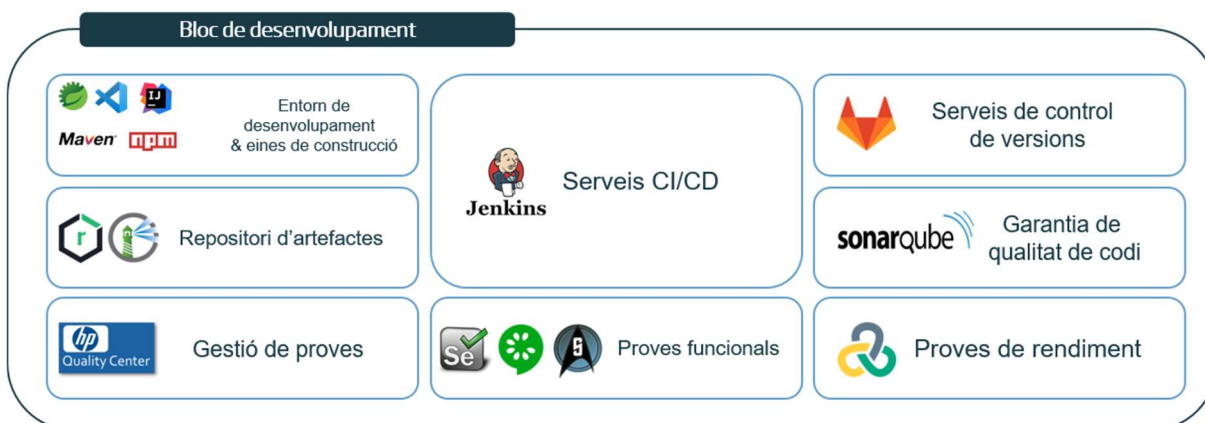 Bloc de desenvolupament
IJ
Maven
npm
Entorn de
desenvolupament
& eines de construcció
Jenkins
Serveis CI/CD
Serveis de control
de versions
r
Repositori d’artefactes
sonarqube
Garantia de
qualitat de codi
hp
Quality Center
Gestió de proves
Se
S
Proves funcionals
Proves de rendiment